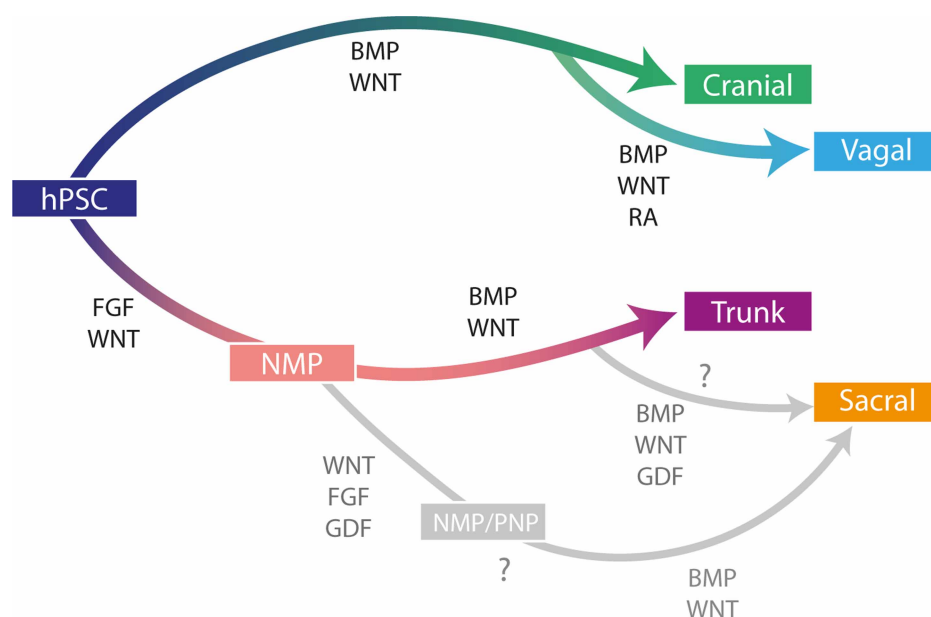 BMP
WNT
Cranial
BMP
WNT
RA
Vagal
hPSC
FGF
WNT
NMP
BMP
WNT
Trunk
?
BMP
WNT
GDF
Sacral
WNT
FGF
GDF
NMP/PNP
?
BMP
WNT